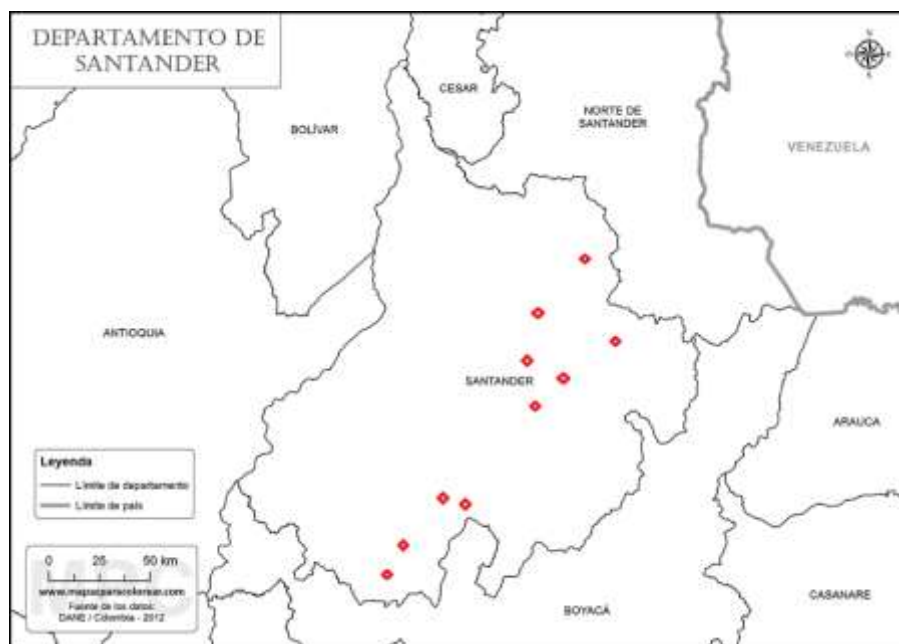 DEPARTAMENTO DE
SANTANDER
N
O
E
S
CESAR
BOLÍVAR
NORTE DE
SANTANDER
VENEZUELA
ANTIOQUIA
SANTANDER
ARAUCA
Leyenda
Límite de departamento
Límite de país
0 25 50 km
www.mapasparacolorear.com
Fuente de los datos:
DANE / Colombia - 2012
BOYACÁ
CASANARE